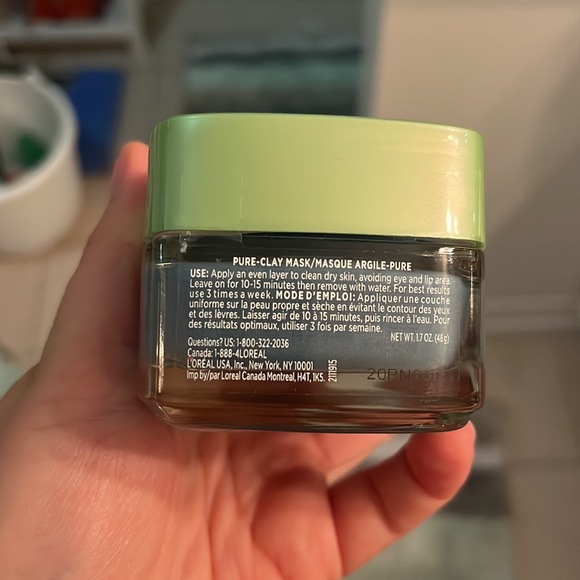 PURE-CLAY MASK/MASQUE ARGILE-PURE
USE: Apply an even layer to clean dry skin, avoiding eye and lip area.
Leave on for 10-15 minutes then remove with water. For best results
use 3 times a week. MODE D'EMPLOI: Appliquer une couche
uniforme sur la peau propre et sèche en évitant le contour des yeux
et des lèvres. Laisser agir de 10 à 15 minutes, puis rincer à l'eau. Pour
des résultats optimaux, utiliser 3 fois par semaine.
NET WT. 1.7 OZ. (48 g)
Questions? US: 1-800-322-2036
Canada: 1-888-4LOREAL
L'ORÉAL USA, Inc., New York, NY 10001
Imp by/par Loreal Canada Montreal, H4T, 1K5.
2111915